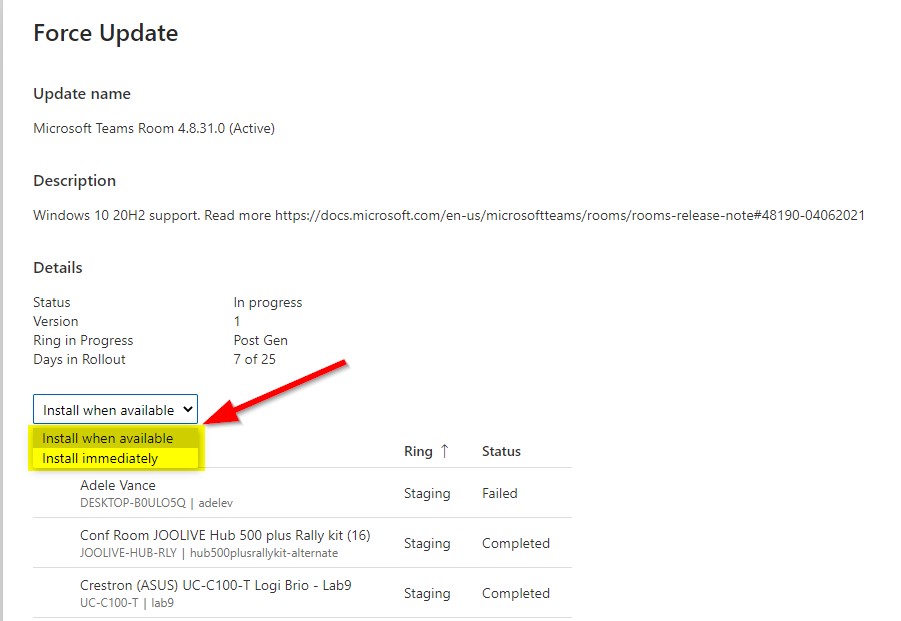 Force Update
Update name
Microsoft Teams Room 4.8.31.0 (Active)
Description
Windows 10 20H2 support. Read more https://docs.microsoft.com/en-us/microsoftteams/rooms/rooms-release-note#48190-04062021
Details
Status In progress
Version 1
Ring in Progress Post Gen
Days in Rollout 7 of 25
Install when available
Install when available
Install immediately
Ring ↑ Status
Adele Vance
DESKTOP-B0ULO5Q | adelev
Staging Failed
Conf Room JOOLIVE Hub 500 plus Rally kit (16)
JOOLIVE-HUB-RLY | hub500plusrallykit-alternate
Staging Completed
Crestron (ASUS) UC-C100-T Logi Brio - Lab9
UC-C100-T | lab9
Staging Completed